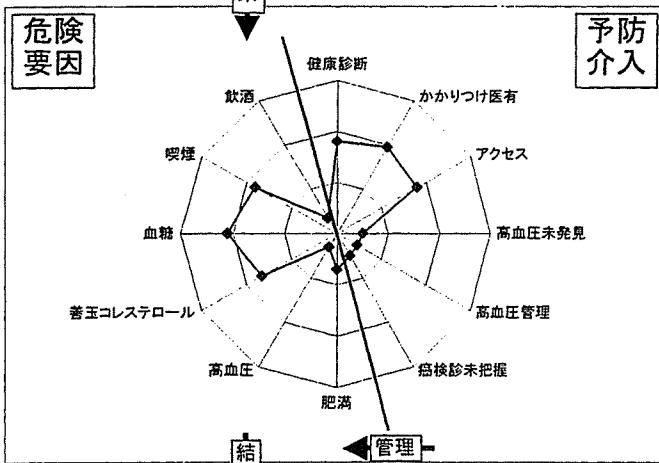 危険
要因
予防
介入
健康診断
飲酒
かかりつけ医有
喫煙
アクセス
血糖
高血圧未発見
善玉コレステロール
高血圧管理
高血圧
癌検診未把握
肥満
結
管理